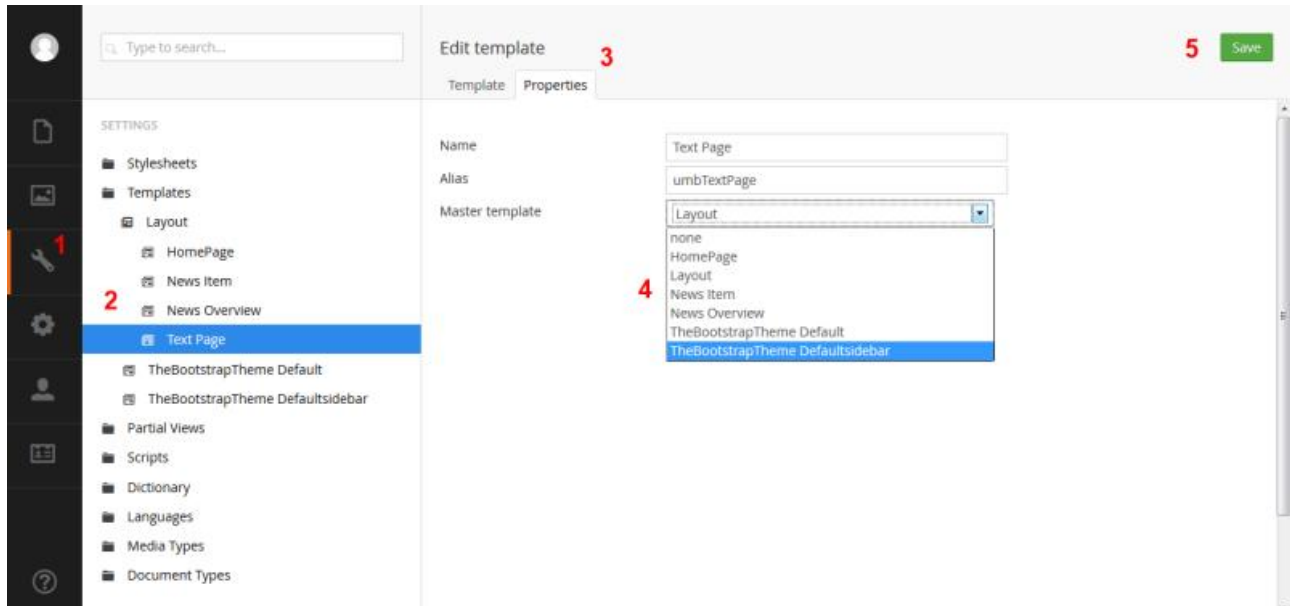 Type to search...
Edit template
3
5
Save
Template
Properties
SETTINGS
Stylesheets
Templates
Layout
HomePage
News Item
News Overview
Text Page
TheBootstrapTheme Default
TheBootstrapTheme Defaultsidebar
Partial Views
Scripts
Dictionary
Languages
Media Types
Document Types
1
2
Name
Text Page
Alias
umbTextPage
Master template
Layout
none
HomePage
Layout
News Item
News Overview
TheBootstrapTheme Default
TheBootstrapTheme Defaultsidebar
4
?